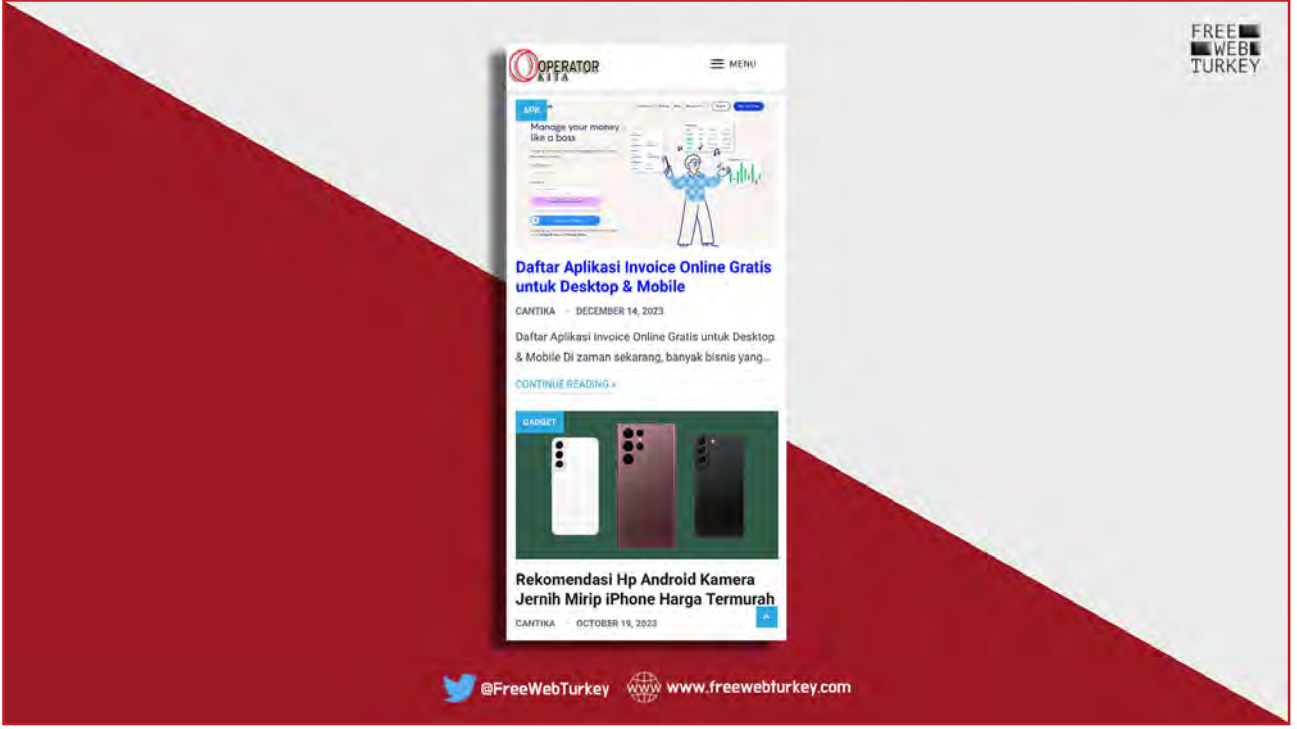 FREE
WEB
TURKEY
OPERATOR
KITA
MENU
APK
Manage your money
like a boss
Daftar Aplikasi Invoice Online Gratis
untuk Desktop & Mobile
CANTIKA - DECEMBER 14, 2023
Daftar Aplikasi Invoice Online Gratis untuk Desktop
& Mobile Di zaman sekarang, banyak bisnis yang...
CONTINUE READING »
GADGET
Rekomendasi Hp Android Kamera
Jernih Mirip iPhone Harga Termurah
CANTIKA - OCTOBER 19, 2023
@FreeWebTurkey
www www.freewebturkey.com